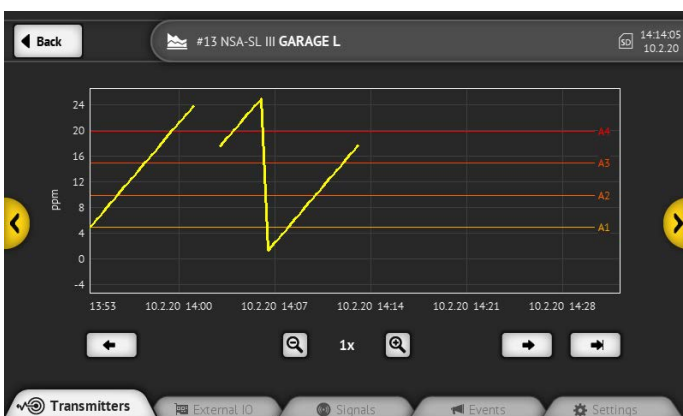 Back
#13 NSA-SL III GARAGE L
SD
14:14:05
10.2.20
24
20
16
12
8
4
0
-4
ppm
A4
A3
A2
A1
13:53 10.2.20 14:00 10.2.20 14:07 10.2.20 14:14 10.2.20 14:21 10.2.20 14:28
1x
Transmitters External IO Signals Events Settings